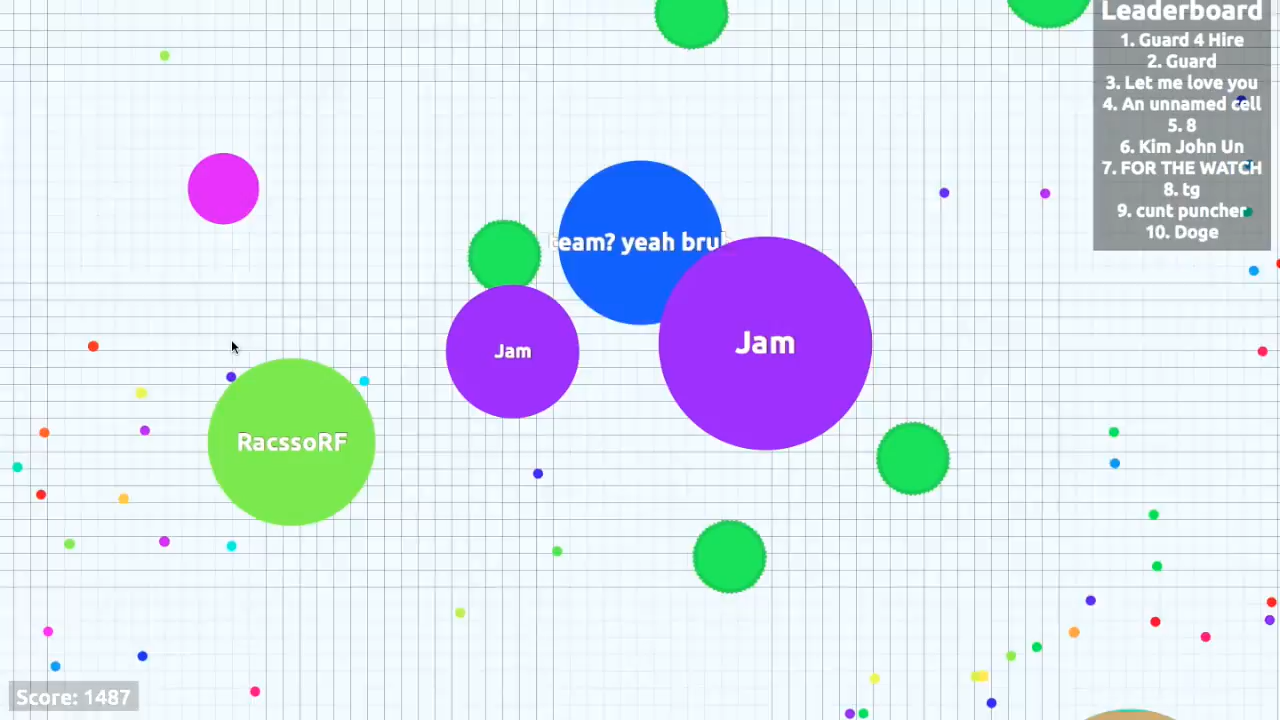 Leaderboard
1. Guard 4 Hire
2. Guard
3. Let me love you
4. An unnamed cell
5. 8
6. Kim John Un
7. FOR THE WATCH
8. tg
9. cunt puncher
10. Doge
team? yeah bruh
Jam
Jam
RacssoRF
Score: 1487